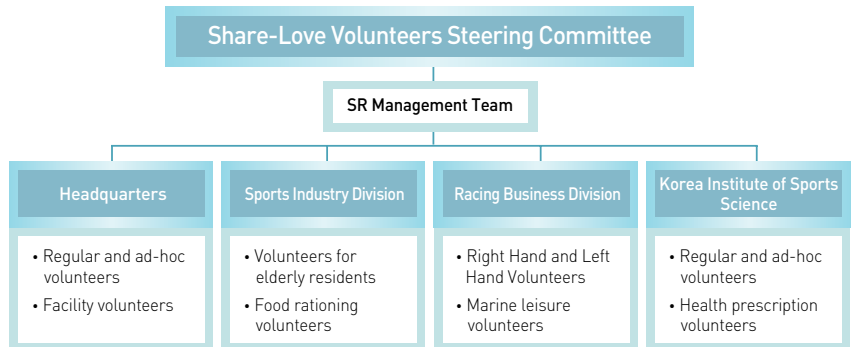 Share-Love Volunteers Steering Committee
SR Management Team
Headquarters
• Regular and ad-hoc
volunteers
• Facility volunteers
Sports Industry Division
• Volunteers for
elderly residents
• Food rationing
volunteers
Racing Business Division
• Right Hand and Left
Hand Volunteers
• Marine leisure
volunteers
Korea Institute of Sports
Science
• Regular and ad-hoc
volunteers
• Health prescription
volunteers